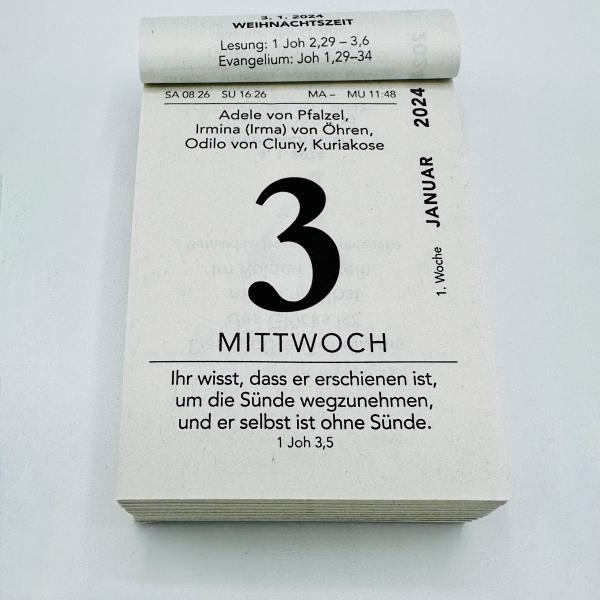 3. 1. 2024
WEIHNACHTSZEIT
Lesung: 1 Joh 2,29 – 3,6
Evangelium: Joh 1,29–34
SA 08:26 SU 16:26 MA – MU 11:48
Adele von Pfalzel,
Irmina (Irma) von Öhren,
Odilo von Cluny, Kuriakose
3
MITTWOCH
1. Woche JANUAR 2024
Ihr wisst, dass er erschienen ist,
um die Sünde wegzunehmen,
und er selbst ist ohne Sünde.
1 Joh 3,5